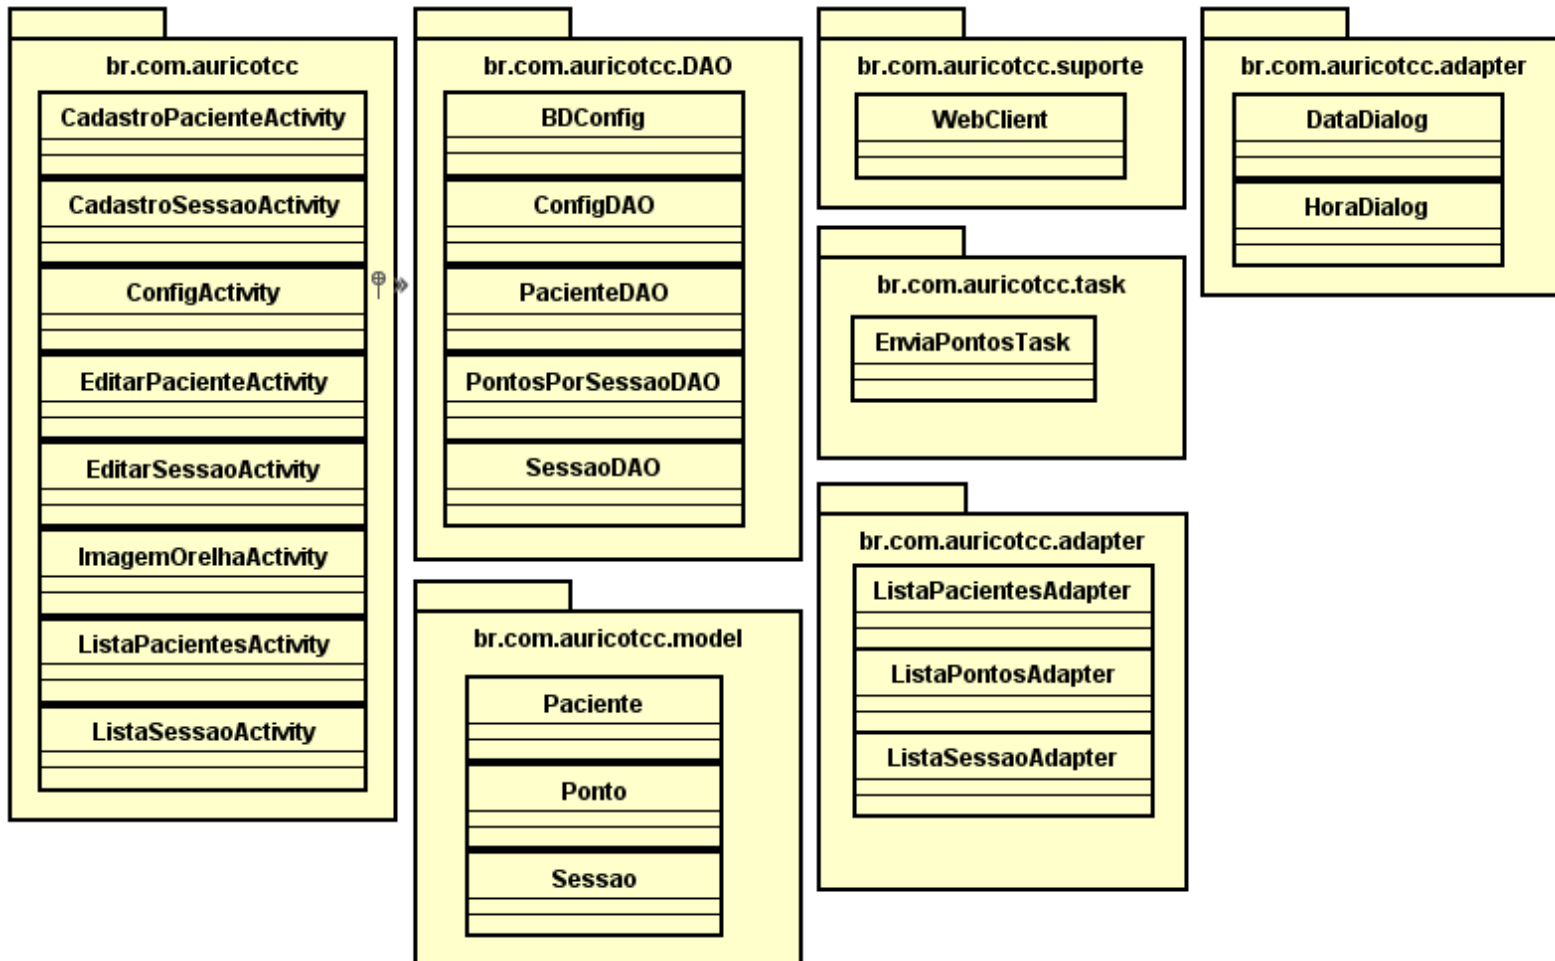 br.com.auricotcc
CadastroPacienteActivity
CadastroSessaoActivity
ConfigActivity
EditarPacienteActivity
EditarSessaoActivity
ImagemOrelhaActivity
ListaPacientesActivity
ListaSessaoActivity
br.com.auricotcc.DAO
BDConfig
ConfigDAO
PacienteDAO
PontosPorSessaoDAO
SessaoDAO
br.com.auricotcc.model
Paciente
Ponto
Sessao
br.com.auricotcc.suporte
WebClient
br.com.auricotcc.task
EnviaPontosTask
br.com.auricotcc.adapter
ListaPacientesAdapter
ListaPontosAdapter
ListaSessaoAdapter
br.com.auricotcc.adapter
DataDialog
HoraDialog